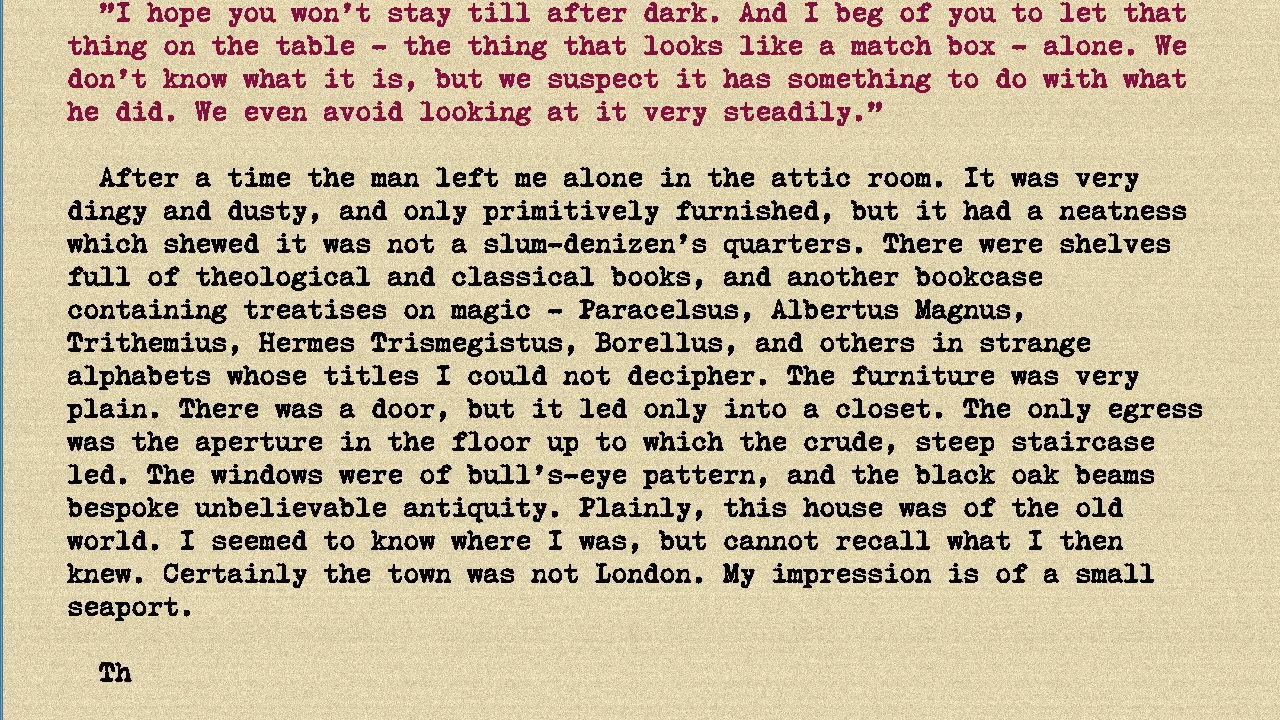 ”I hope you won’t stay till after dark. And I beg of you to let that
thing on the table – the thing that looks like a match box – alone. We
don’t know what it is, but we suspect it has something to do with what
he did. We even avoid looking at it very steadily.”
After a time the man left me alone in the attic room. It was very
dingy and dusty, and only primitively furnished, but it had a neatness
which shewed it was not a slum-denizen’s quarters. There were shelves
full of theological and classical books, and another bookcase
containing treatises on magic – Paracelsus, Albertus Magnus,
Trithemius, Hermes Trismegistus, Borellus, and others in strange
alphabets whose titles I could not decipher. The furniture was very
plain. There was a door, but it led only into a closet. The only egress
was the aperture in the floor up to which the crude, steep staircase
led. The windows were of bull’s-eye pattern, and the black oak beams
bespoke unbelievable antiquity. Plainly, this house was of the old
world. I seemed to know where I was, but cannot recall what I then
knew. Certainly the town was not London. My impression is of a small
seaport.
Th